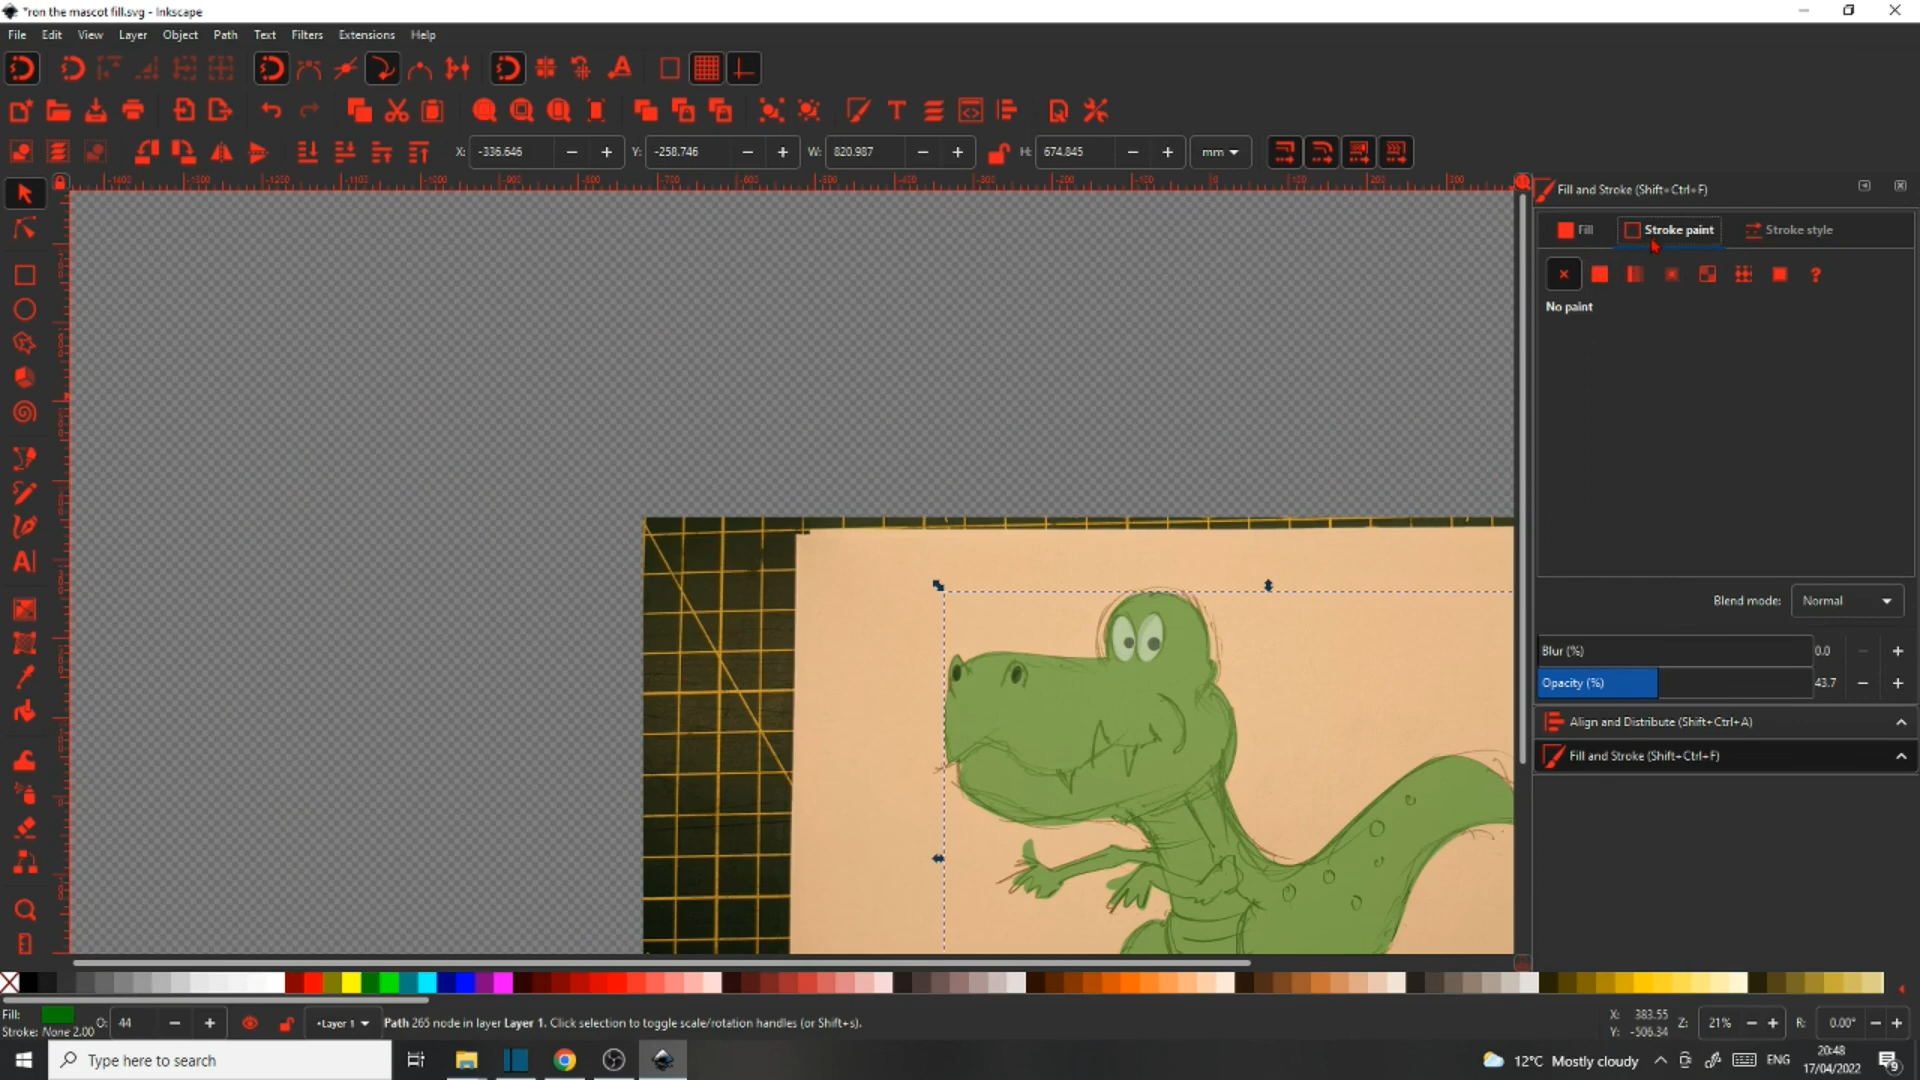 *ron the mascot fill.svg - Inkscape
File Edit View Layer Object Path Text Filters Extensions Help
X: -336.646 Y: -258.746 W: 820.987 H: 674.845 mm
Fill and Stroke (Shift+Ctrl+F)
Fill Stroke paint Stroke style
No paint
Blend mode: Normal
Blur (%) 0.0
Opacity (%) 43.7
Align and Distribute (Shift+Ctrl+A)
Fill and Stroke (Shift+Ctrl+F)
Fill:
Stroke: None 2.00
O: 44
•Layer 1
Path 265 node in layer Layer 1. Click selection to toggle scale/rotation handles (or Shift+s).
X: 383.55
Y: -506.34
Z: 21%
R: 0.00°
Type here to search
12°C Mostly cloudy
ENG
20:48
17/04/2022
9